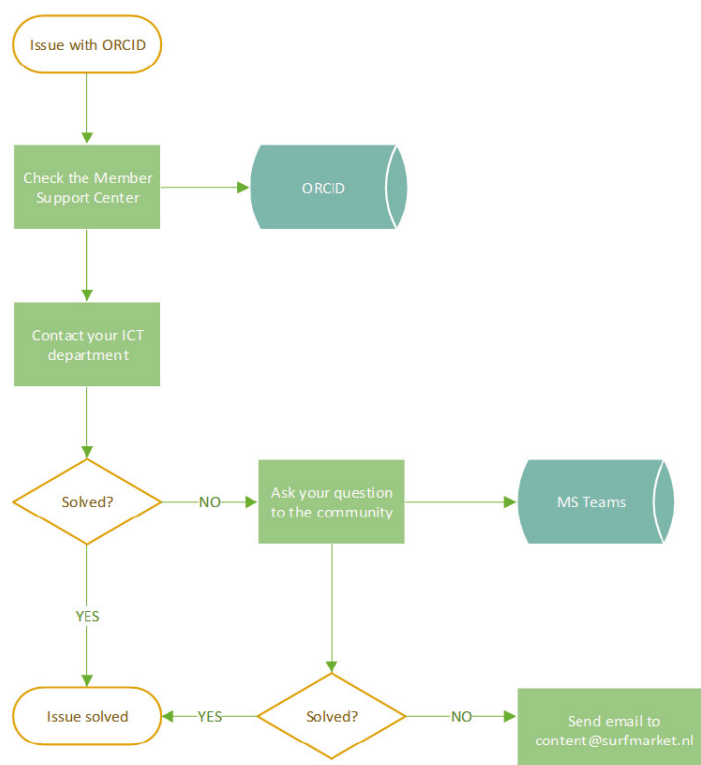 Issue with ORCID
Check the Member
Support Center
ORCID
Contact your ICT
department
Solved?
NO
Ask your question
to the community
MS Teams
YES
Issue solved
YES
Solved?
NO
Send email to
content@surfmarket.nl